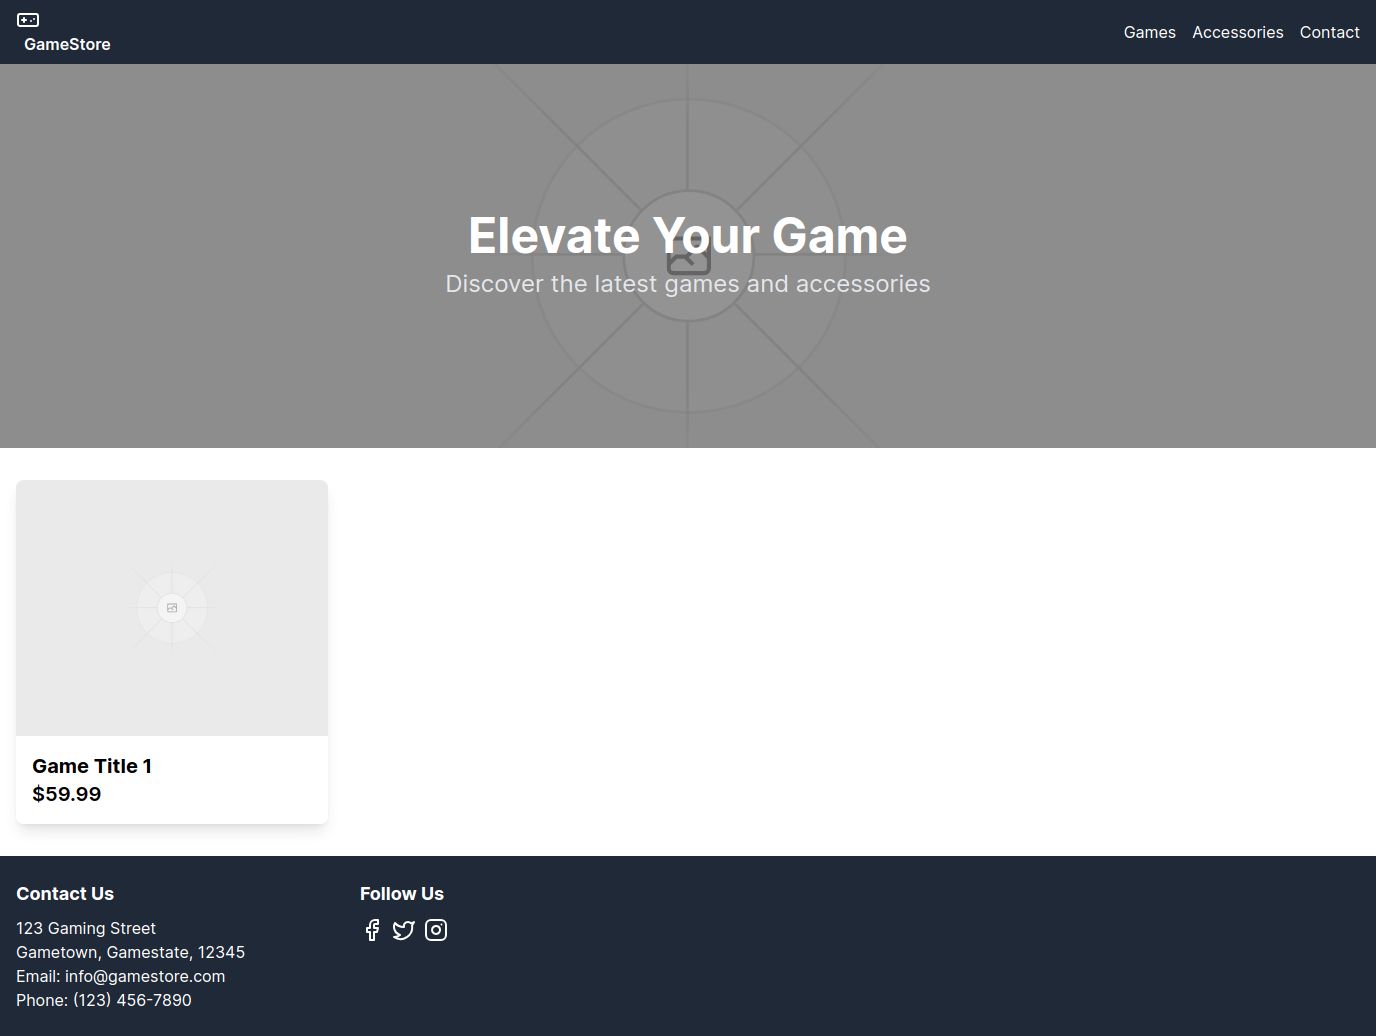 GameStore
Games Accessories Contact
Elevate Your Game
Discover the latest games and accessories
Game Title 1
$59.99
Contact Us
123 Gaming Street
Gametown, Gamestate, 12345
Email: info@gamestore.com
Phone: (123) 456-7890
Follow Us